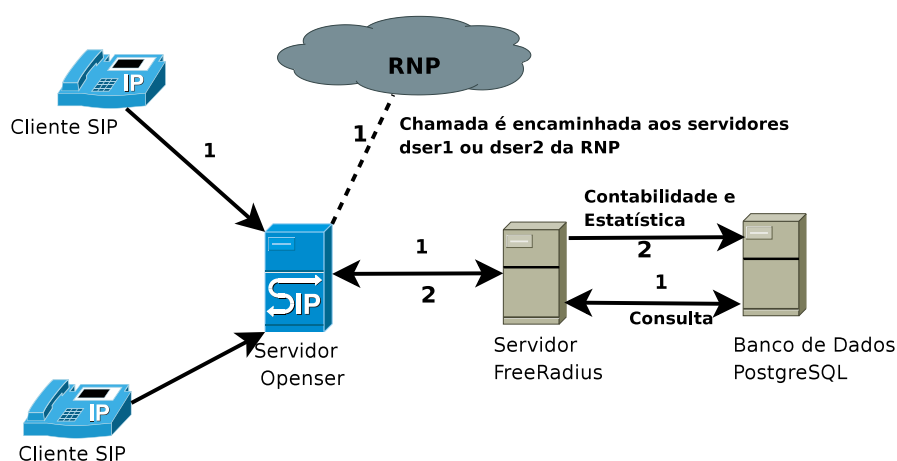 RNP
IP
Cliente SIP
1
1
Chamada é encaminhada aos servidores
dser1 ou dser2 da RNP
Contabilidade e
Estatística
2
1
2
1
Consulta
SIP
Servidor
Openser
Servidor
FreeRadius
Banco de Dados
PostgreSQL
IP
Cliente SIP